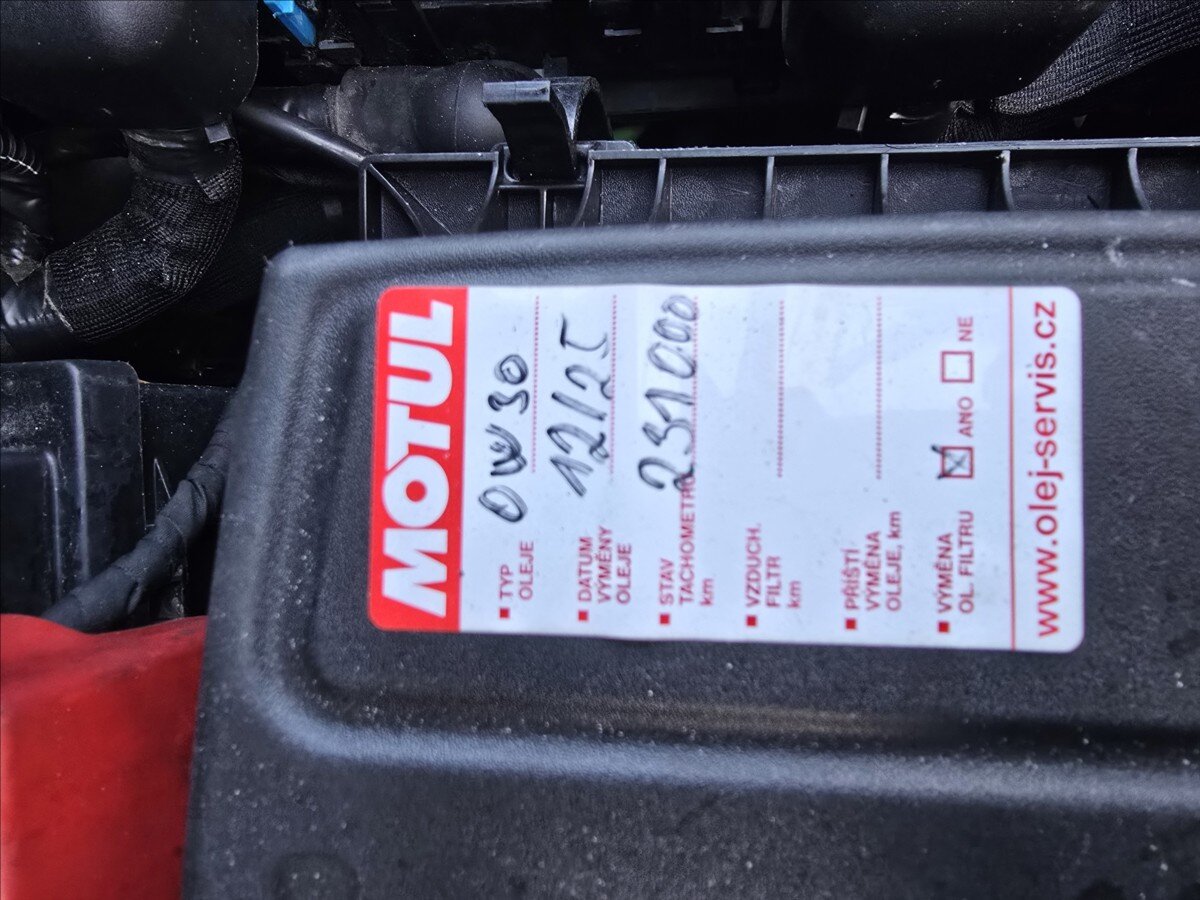 MOTUL
TYP OLEJE 0W30
DATUM VÝMĚNY OLEJE 12/25
STAV TACHOMETRU km 231000
VZDUCH. FILTR km
PŘÍŠTÍ VÝMĚNA OLEJE, km
VÝMĚNA OL. FILTRU ANO NE
www.olej-servis.cz